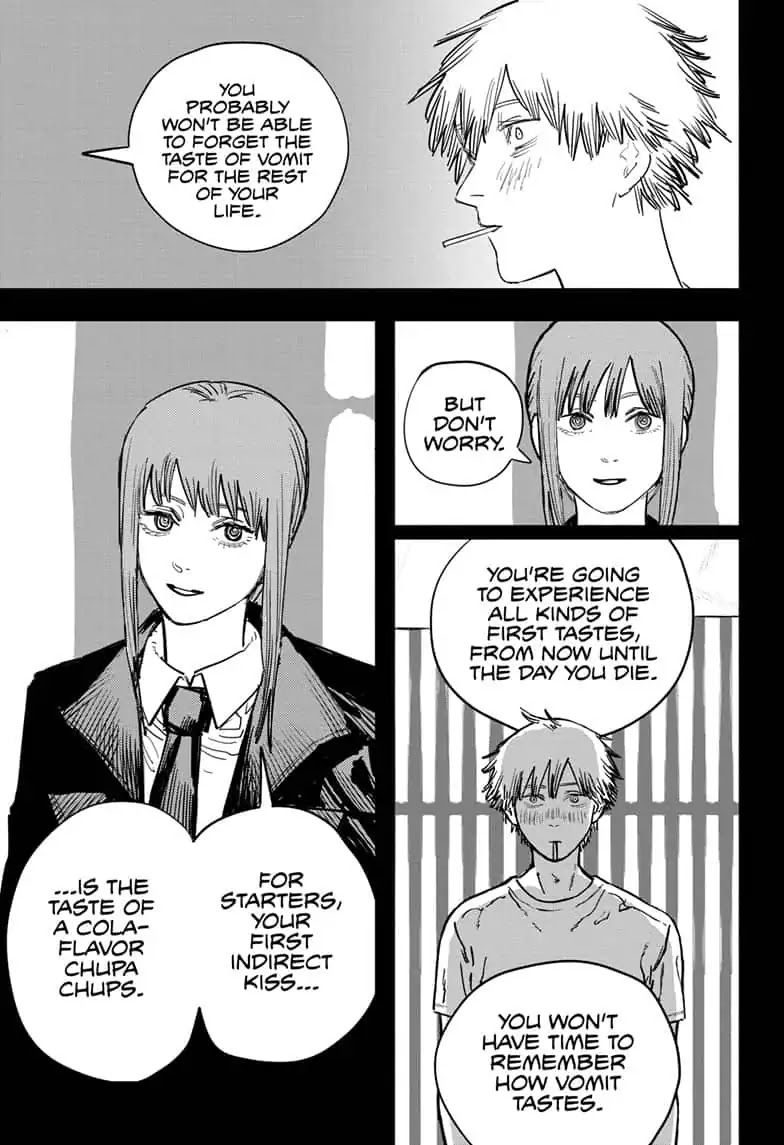 YOU
PROBABLY
WON'T BE ABLE
TO FORGET THE
TASTE OF VOMIT
FOR THE REST
OF YOUR
LIFE.
BUT
DON'T
WORRY.
YOU'RE GOING
TO EXPERIENCE
ALL KINDS OF
FIRST TASTES,
FROM NOW UNTIL
THE DAY YOU DIE.
YOU WON'T
HAVE TIME TO
REMEMBER
HOW VOMIT
TASTES.
FOR
STARTERS,
YOUR
FIRST
INDIRECT
KISS...
...IS THE
TASTE OF
A COLA-
FLAVOR
CHUPA
CHUPS.